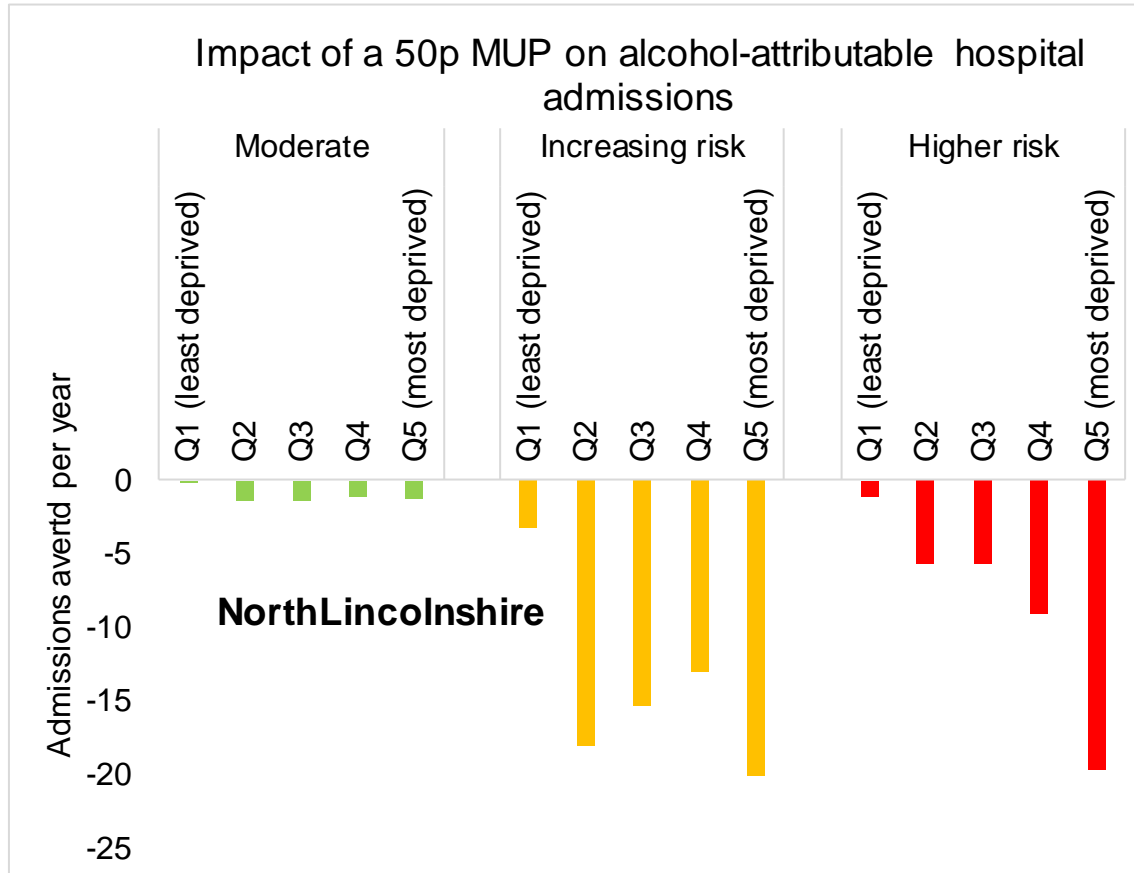 Impact of a 50p MUP on alcohol-attributable hospital
admissions
Moderate
Increasing risk
Higher risk
Q1 (least deprived)
Q2
Q3
Q4
Q5 (most deprived)
Q1 (least deprived)
Q2
Q3
Q4
Q5 (most deprived)
Q1 (least deprived)
Q2
Q3
Q4
Q5 (most deprived)
Admissions avertd per year
0
-5
-10
-15
-20
-25
NorthLincolnshire